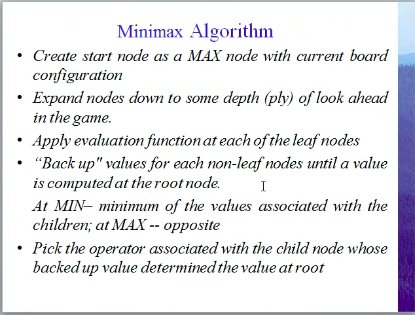 Minimax Algorithm
• Create start node as a MAX node with current board
configuration
• Expand nodes down to some depth (ply) of look ahead
in the game.
• Apply evaluation function at each of the leaf nodes
• “Back up" values for each non-leaf nodes until a value
is computed at the root node.
At MIN– minimum of the values associated with the
children; at MAX -- opposite
• Pick the operator associated with the child node whose
backed up value determined the value at root